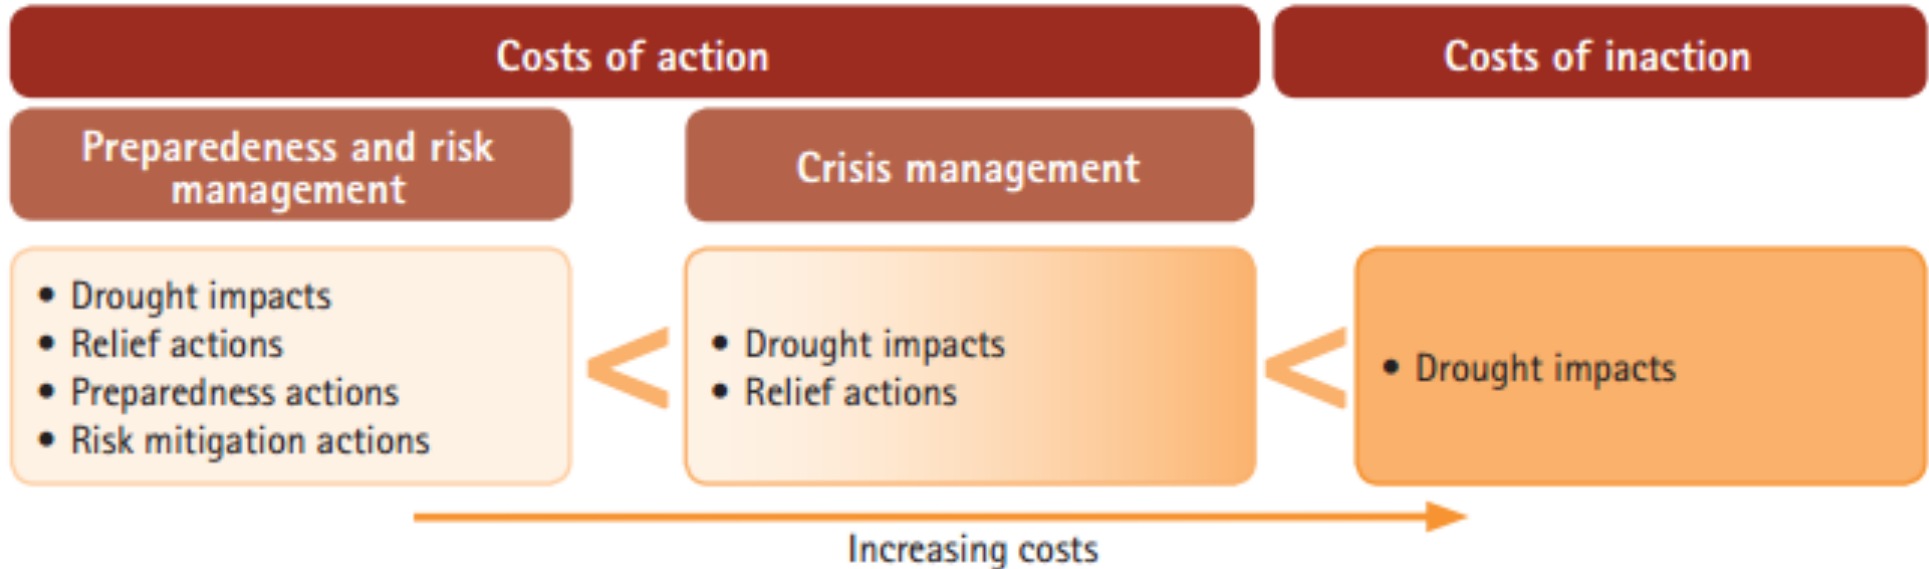 Costs of action
Costs of inaction
Preparedeness and risk
management
Crisis management
• Drought impacts
• Relief actions
• Preparedness actions
• Risk mitigation actions
<
• Drought impacts
• Relief actions
<
• Drought impacts
Increasing costs